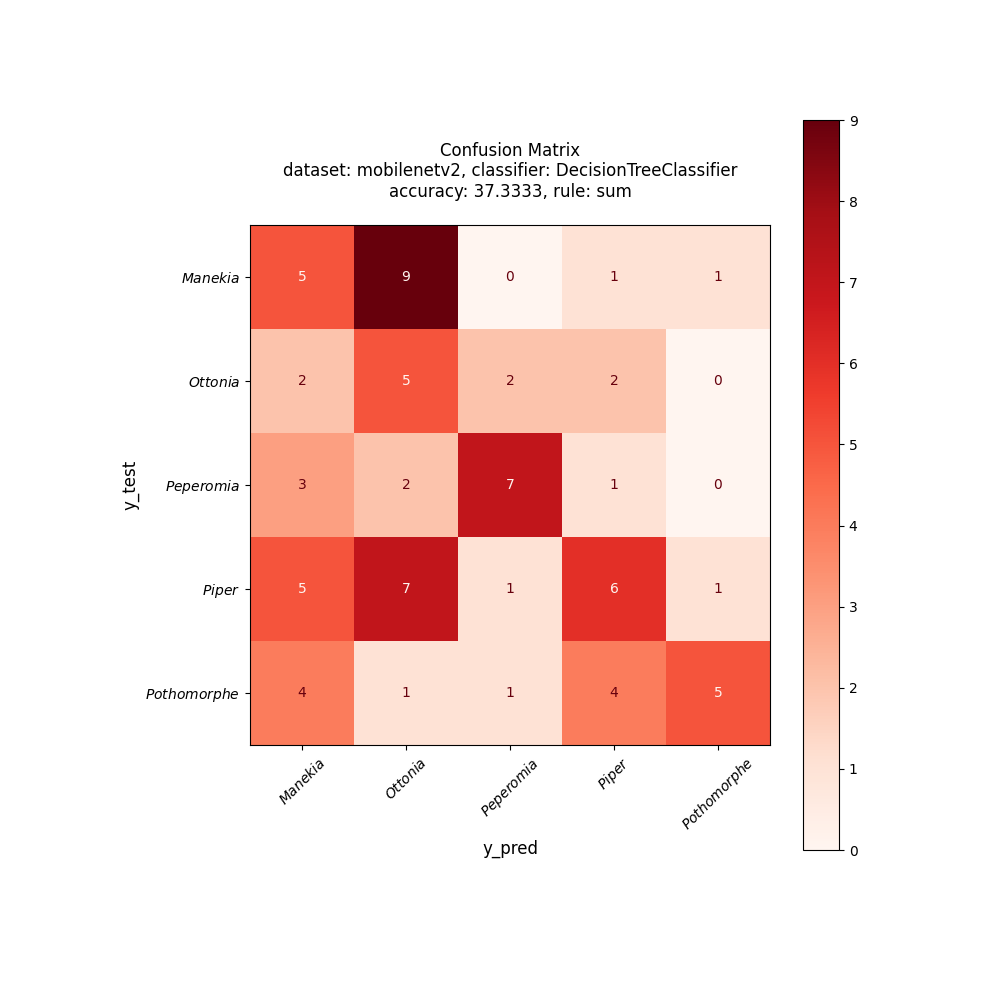 Confusion Matrix
dataset: mobilenetv2, classifier: DecisionTreeClassifier
accuracy: 37.3333, rule: sum
y_test
Manekia 5 9 0 1 1
Ottonia 2 5 2 2 0
Peperomia 3 2 7 1 0
Piper 5 7 1 6 1
Pothomorphe 4 1 1 4 5
Manekia Ottonia Peperomia Piper Pothomorphe
y_pred
9
8
7
6
5
4
3
2
1
0